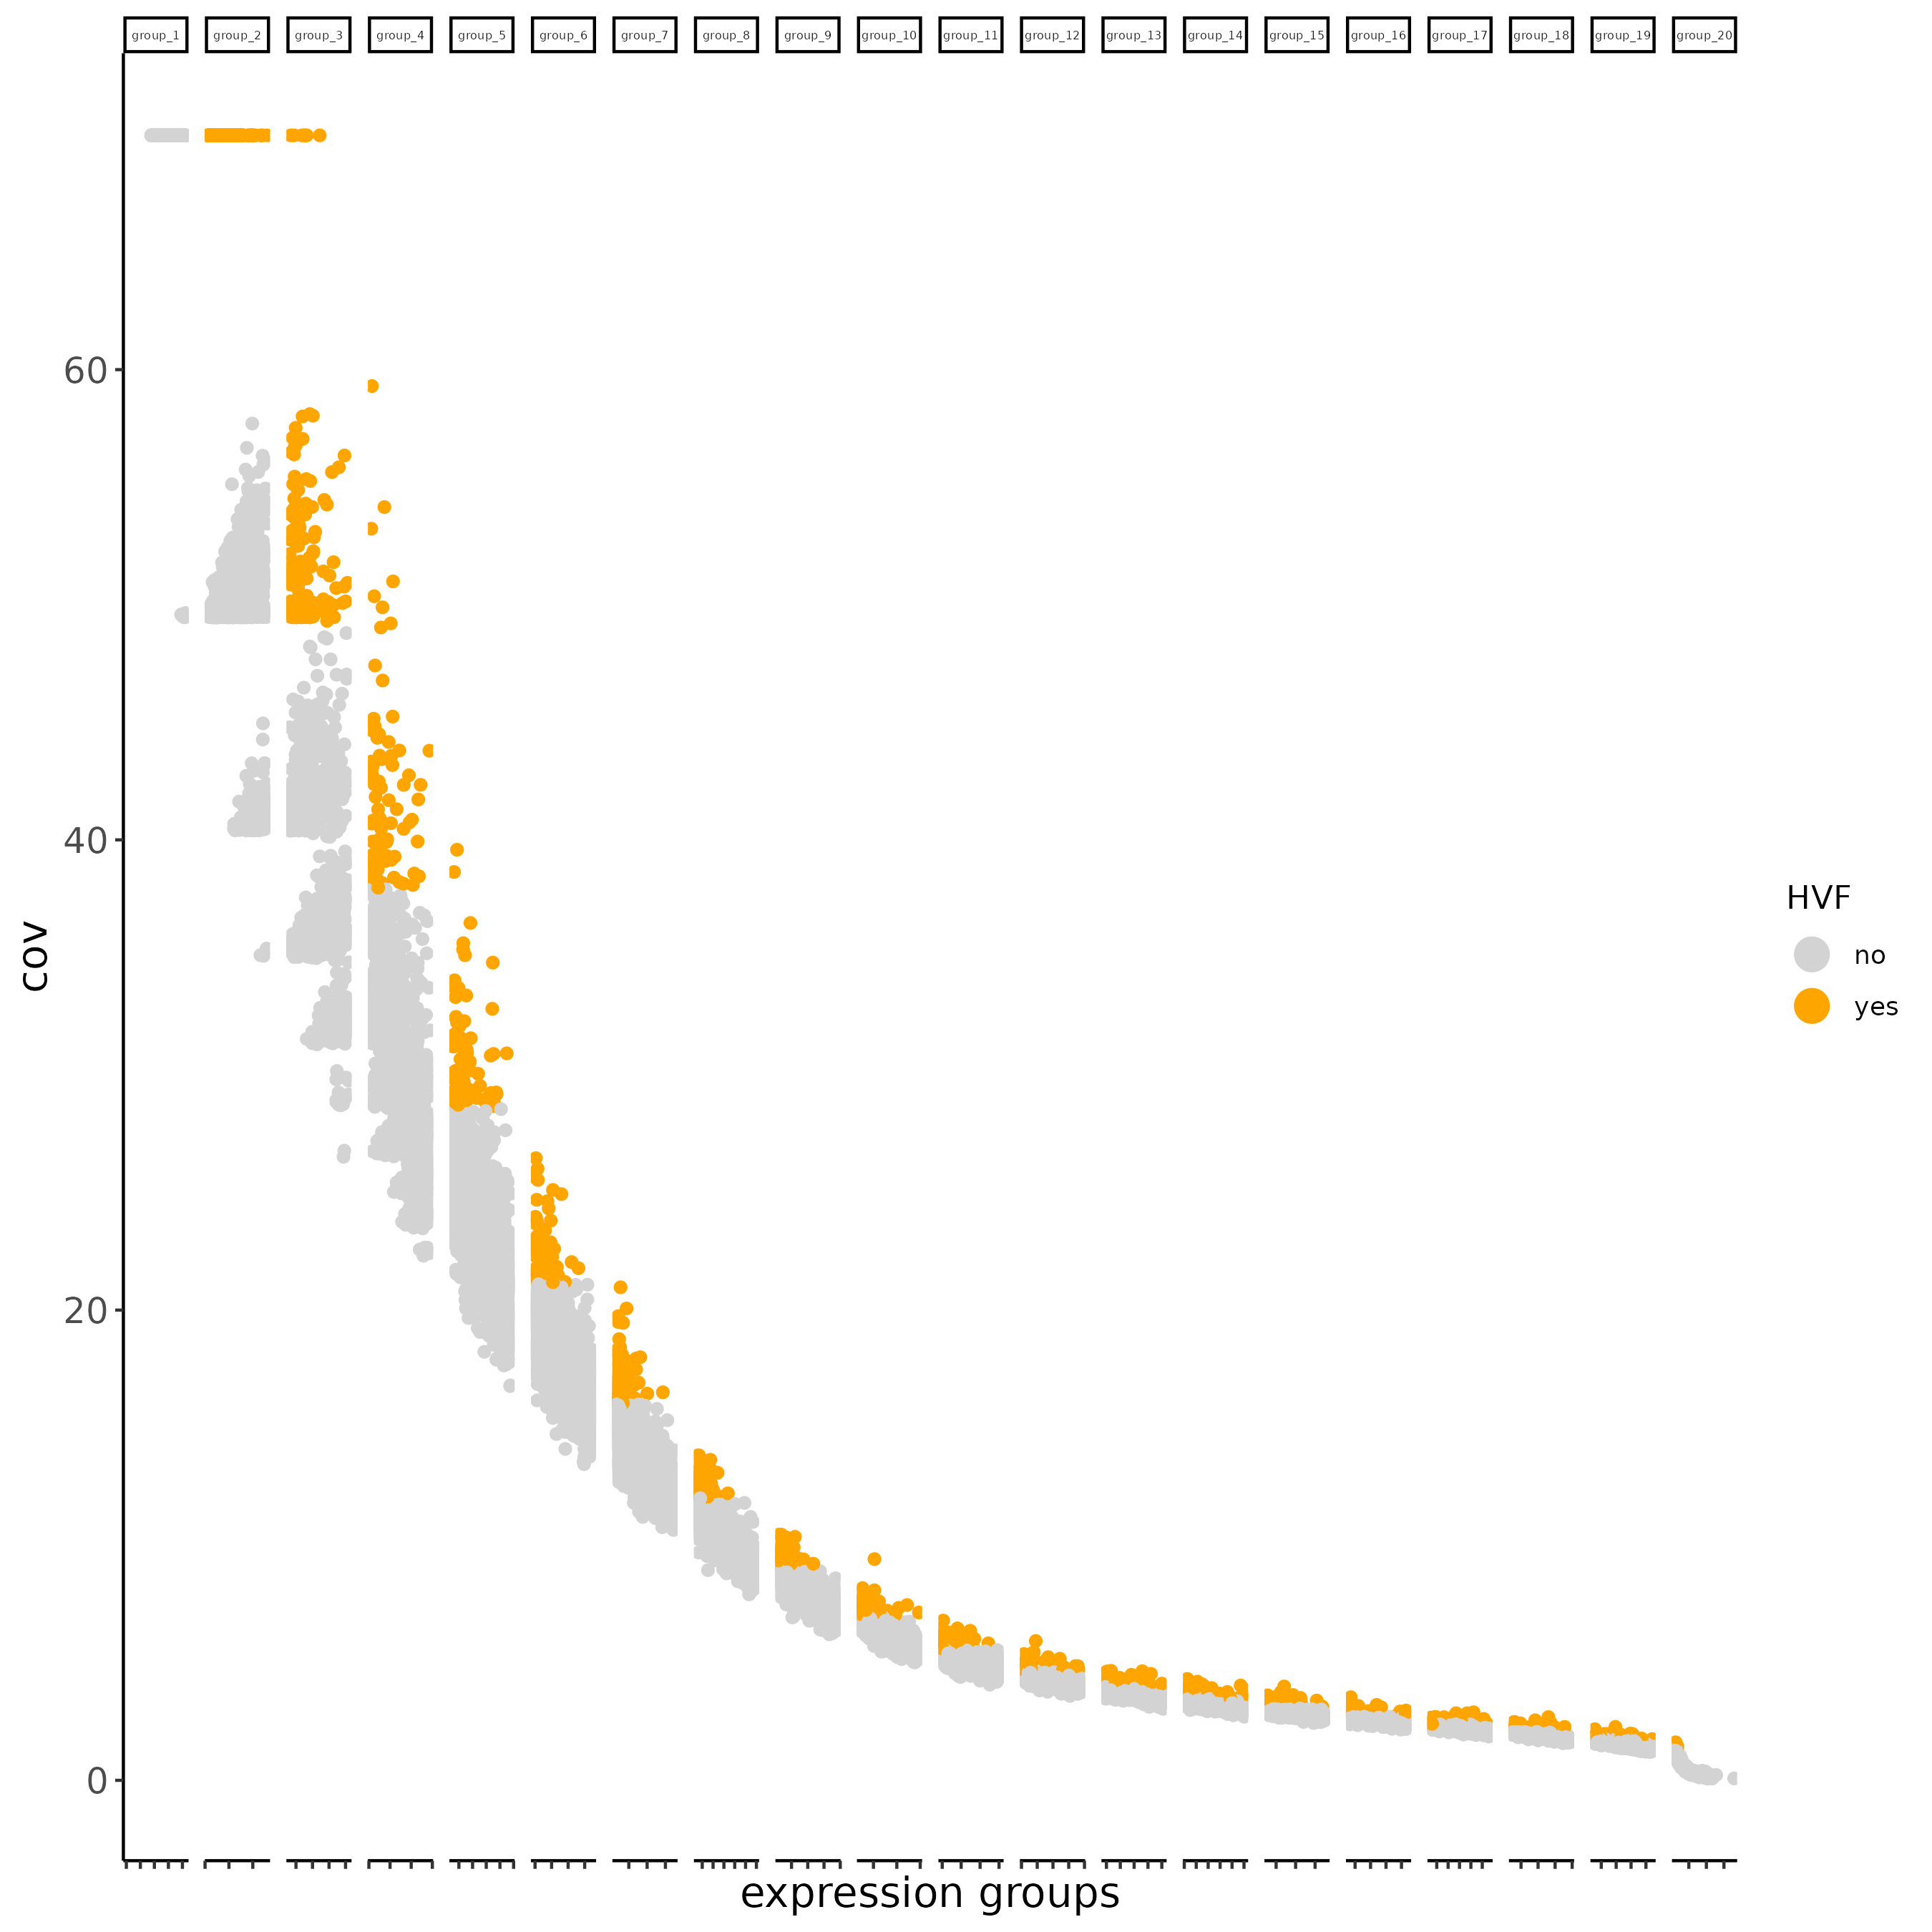 group_1 group_2 group_3 group_4 group_5 group_6 group_7 group_8 group_9 group_10 group_11 group_12 group_13 group_14 group_15 group_16 group_17 group_18 group_19 group_20
60
40
20
0
cov
expression groups
HVF
no
yes